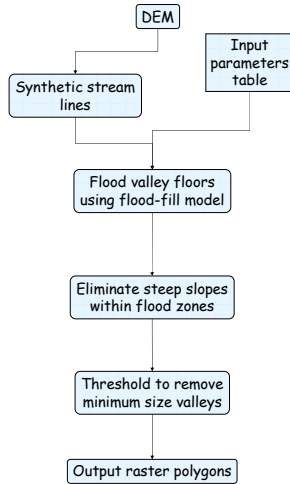 DEM
Input
parameters
table
Synthetic stream
lines
Flood valley floors
using flood-fill model
Eliminate steep slopes
within flood zones
Threshold to remove
minimum size valleys
Output raster polygons